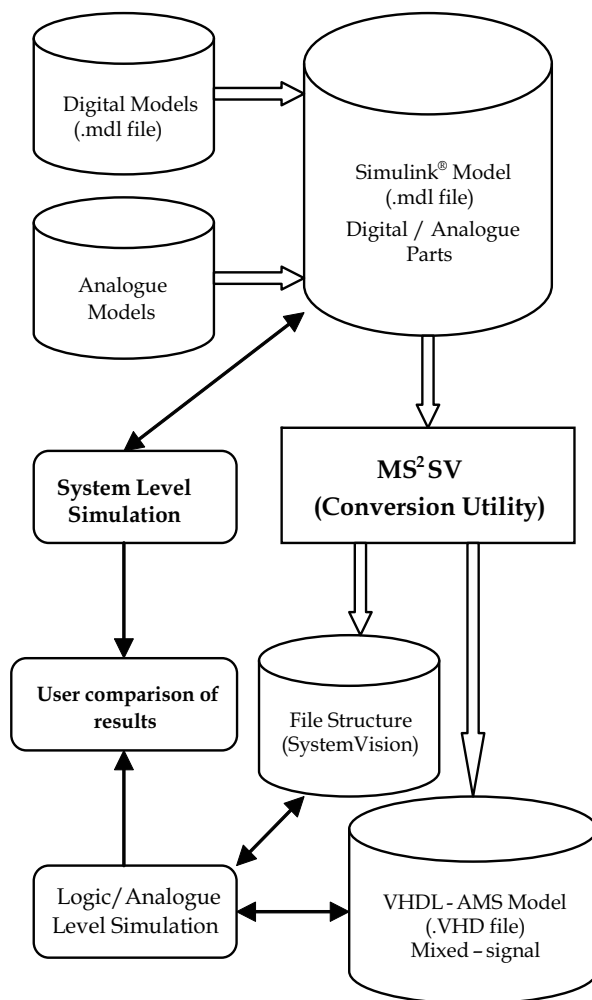 Digital Models
(.mdl file)
Simulink® Model
(.mdl file)
Digital / Analogue
Parts
Analogue
Models
System Level
Simulation
MS²SV
(Conversion Utility)
User comparison of
results
File Structure
(SystemVision)
Logic/Analogue
Level Simulation
VHDL - AMS Model
(.VHD file)
Mixed – signal